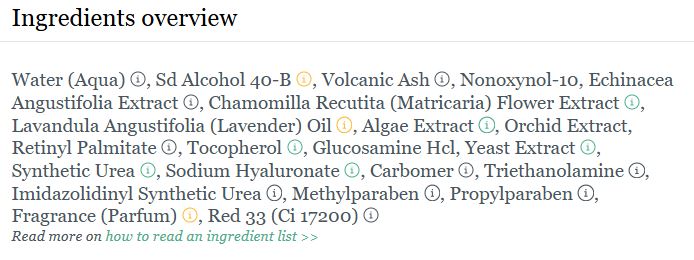 Ingredients overview
Water (Aqua) ⓘ, Sd Alcohol 40-B ⓘ, Volcanic Ash ⓘ, Nonoxynol-10, Echinacea
Angustifolia Extract ⓘ, Chamomilla Recutita (Matricaria) Flower Extract ⓘ,
Lavandula Angustifolia (Lavender) Oil ⓘ, Algae Extract ⓘ, Orchid Extract,
Retinyl Palmitate ⓘ, Tocopherol ⓘ, Glucosamine Hcl, Yeast Extract ⓘ,
Synthetic Urea ⓘ, Sodium Hyaluronate ⓘ, Carbomer ⓘ, Triethanolamine ⓘ,
Imidazolidinyl Synthetic Urea ⓘ, Methylparaben ⓘ, Propylparaben ⓘ,
Fragrance (Parfum) ⓘ, Red 33 (Ci 17200) ⓘ
Read more on how to read an ingredient list >>